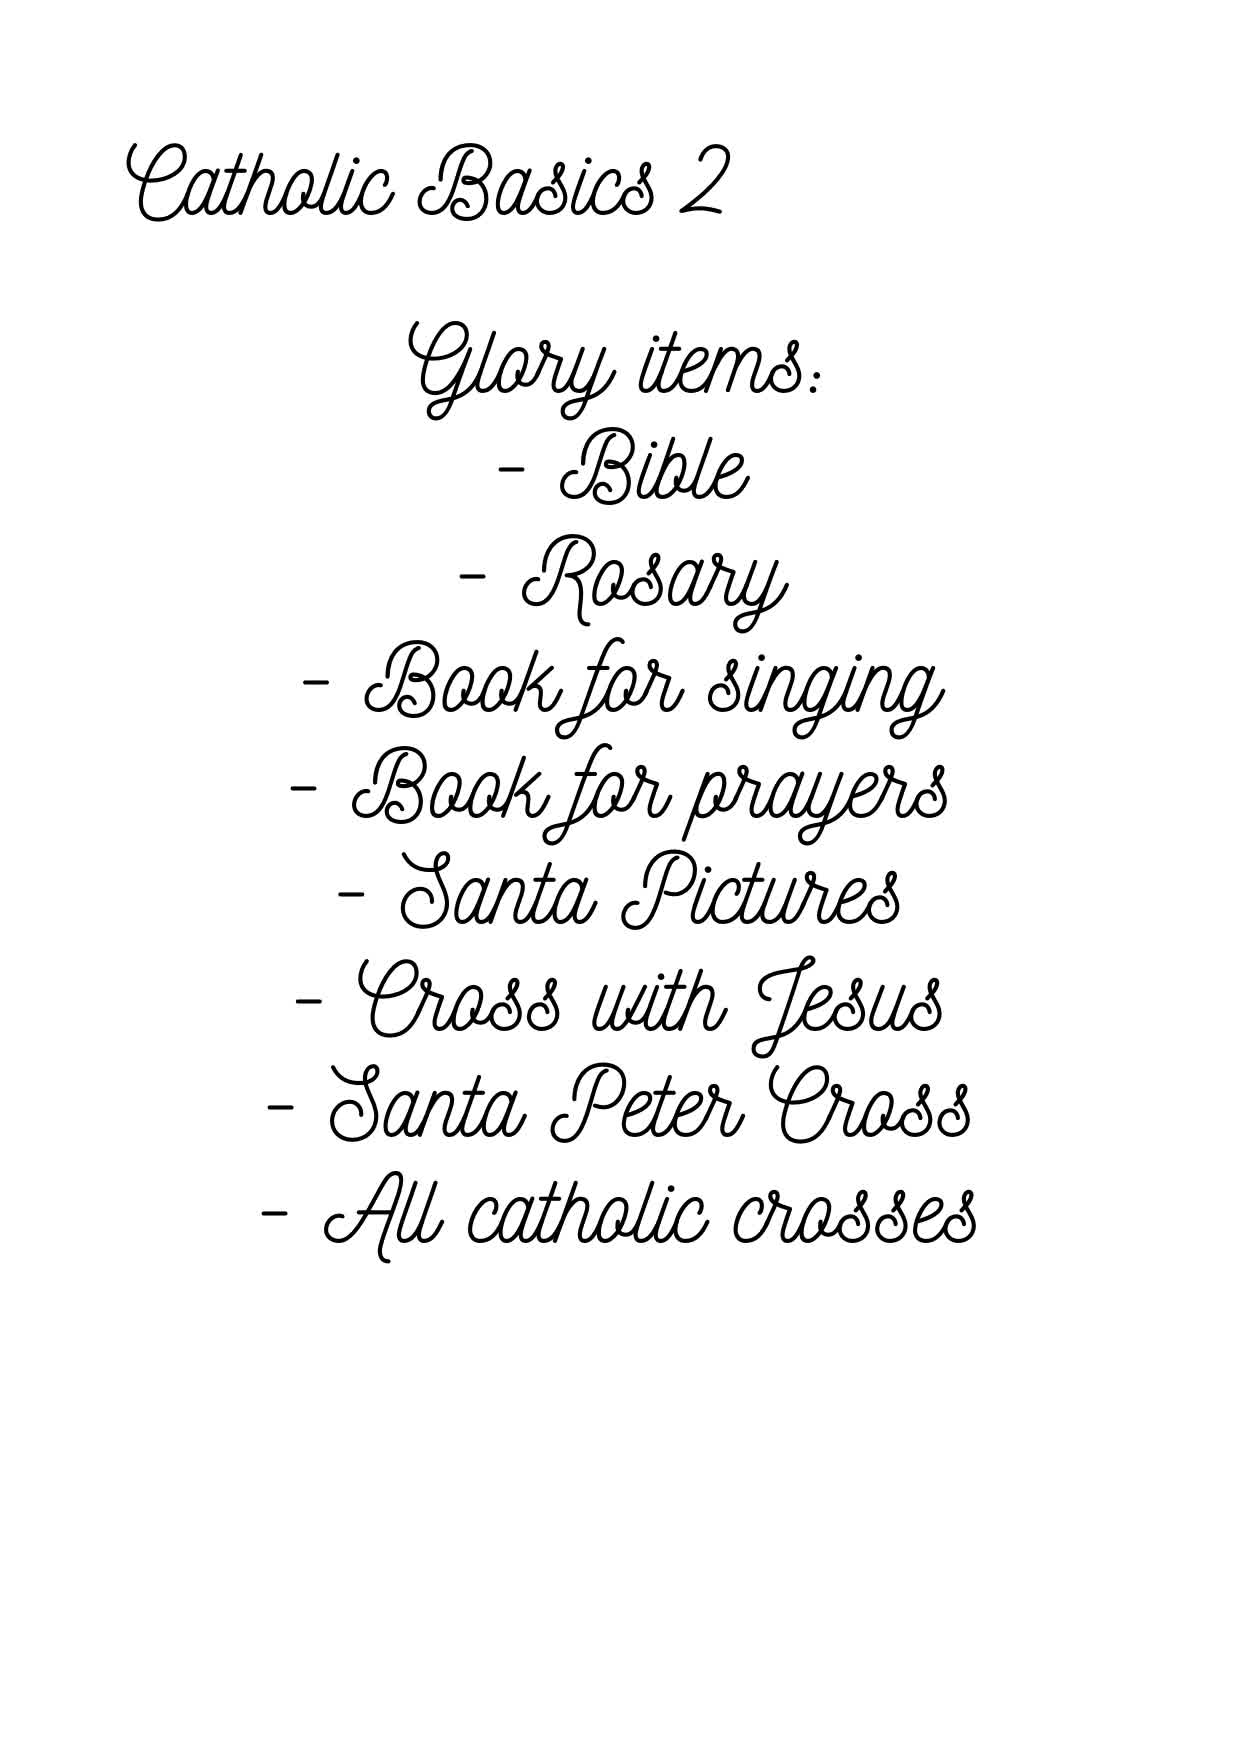 Catholic Basics 2
Glory items:
- Bible
- Rosary
- Book for singing
- Book for prayers
- Santa Pictures
- Cross with Jesus
- Santa Peter Cross
- All catholic crosses